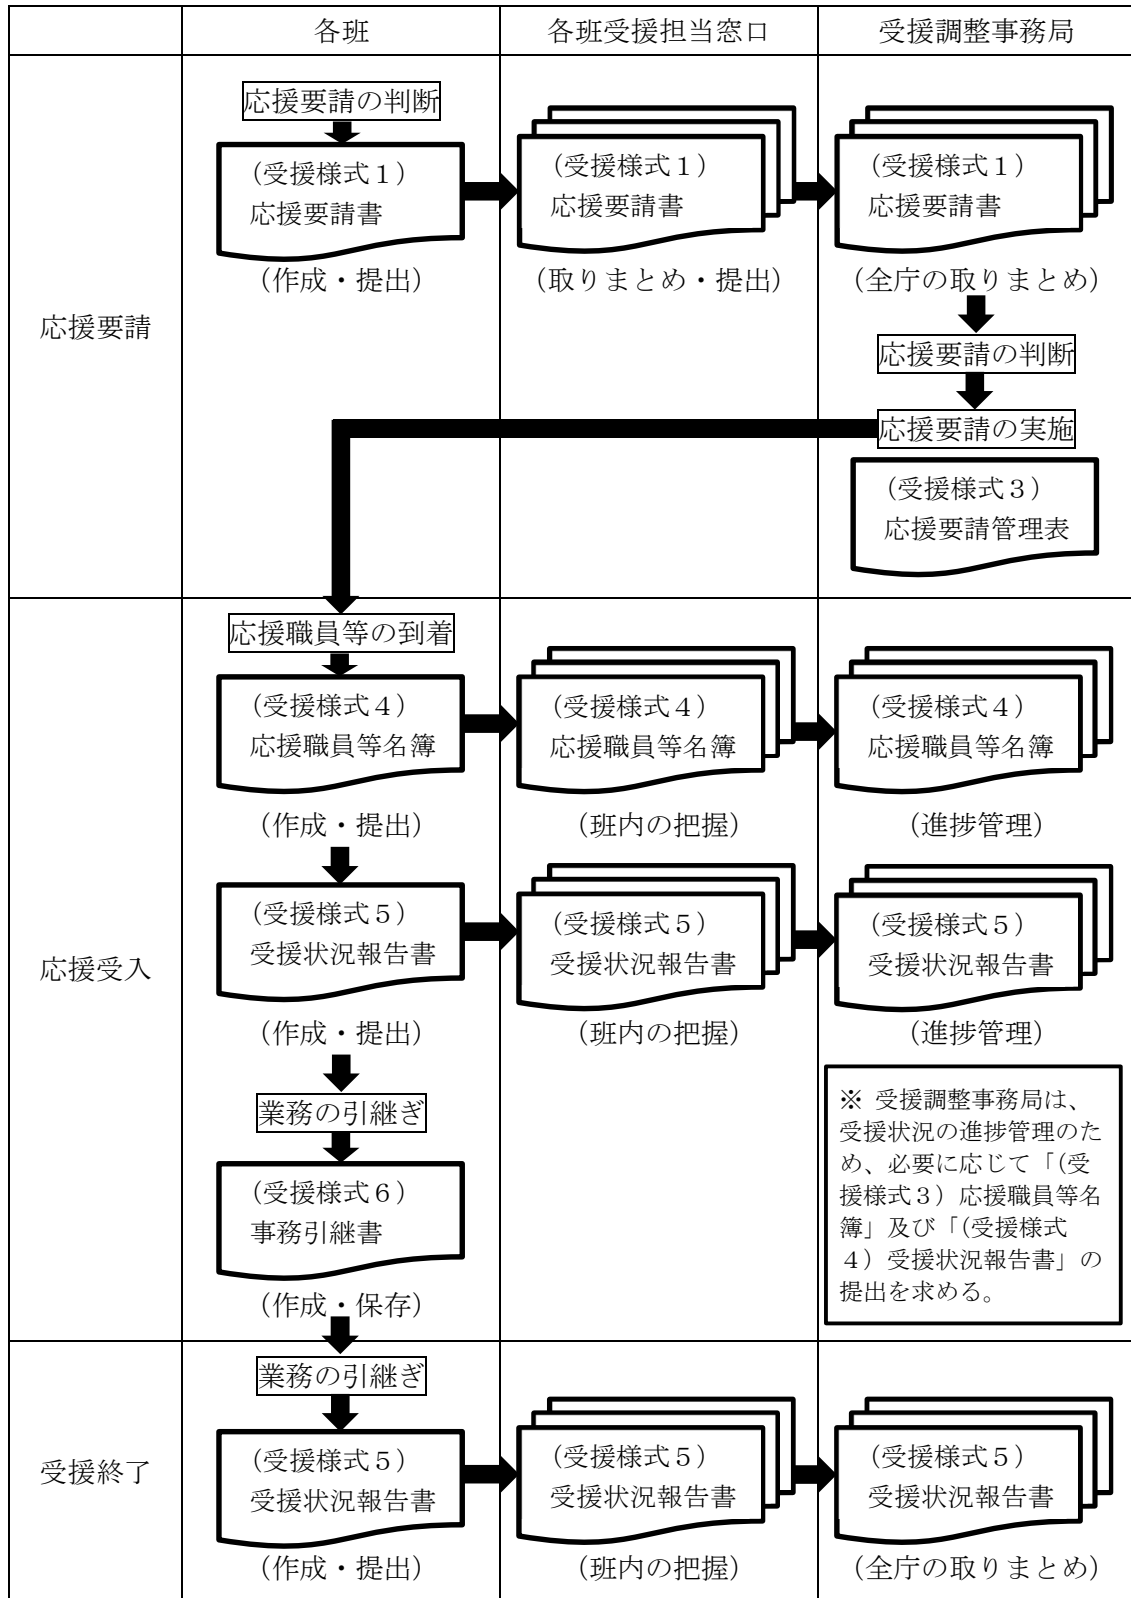 各班
各班受援担当窓口
受援調整事務局
応援要請
応援要請の判断
(受援様式１)
応援要請書
(作成・提出)
(受援様式１)
応援要請書
(取りまとめ・提出)
(受援様式１)
応援要請書
(全庁の取りまとめ)
応援要請の判断
応援要請の実施
(受援様式３)
応援要請管理表
応援受入
応援職員等の到着
(受援様式４)
応援職員等名簿
(作成・提出)
(受援様式４)
応援職員等名簿
(班内の把握)
(受援様式４)
応援職員等名簿
(進捗管理)
(受援様式５)
受援状況報告書
(作成・提出)
(受援様式５)
受援状況報告書
(班内の把握)
(受援様式５)
受援状況報告書
(進捗管理)
業務の引継ぎ
(受援様式６)
事務引継書
(作成・保存)
※ 受援調整事務局は、
受援状況の進捗管理のた
め、必要に応じて「(受
援様式３）応援職員等名
簿」及び「(受援様式
４）受援状況報告書」の
提出を求める。
受援終了
業務の引継ぎ
(受援様式５)
受援状況報告書
(作成・提出)
(受援様式５)
受援状況報告書
(班内の把握)
(受援様式５)
受援状況報告書
(全庁の取りまとめ)